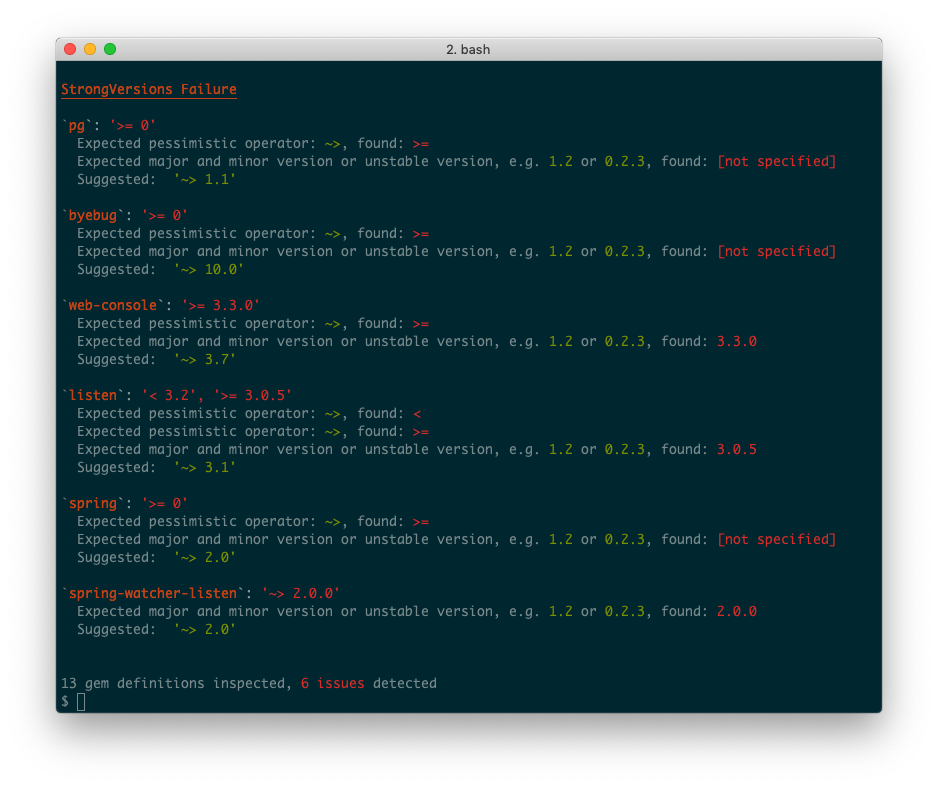 2. bash
StrongVersions Failure
`pg`: '>= 0'
Expected pessimistic operator: ~>, found: >=
Expected major and minor version or unstable version, e.g. 1.2 or 0.2.3, found: [not specified]
Suggested:  '~> 1.1'
`byebug`: '>= 0'
Expected pessimistic operator: ~>, found: >=
Expected major and minor version or unstable version, e.g. 1.2 or 0.2.3, found: [not specified]
Suggested:  '~> 10.0'
`web-console`: '>= 3.3.0'
Expected pessimistic operator: ~>, found: >=
Expected major and minor version or unstable version, e.g. 1.2 or 0.2.3, found: 3.3.0
Suggested:  '~> 3.7'
`listen`: '< 3.2', '>= 3.0.5'
Expected pessimistic operator: ~>, found: <
Expected pessimistic operator: ~>, found: >=
Expected major and minor version or unstable version, e.g. 1.2 or 0.2.3, found: 3.0.5
Suggested:  '~> 3.1'
`spring`: '>= 0'
Expected pessimistic operator: ~>, found: >=
Expected major and minor version or unstable version, e.g. 1.2 or 0.2.3, found: [not specified]
Suggested:  '~> 2.0'
`spring-watcher-listen`: '~> 2.0.0'
Expected major and minor version or unstable version, e.g. 1.2 or 0.2.3, found: 2.0.0
Suggested:  '~> 2.0'
13 gem definitions inspected, 6 issues detected
$